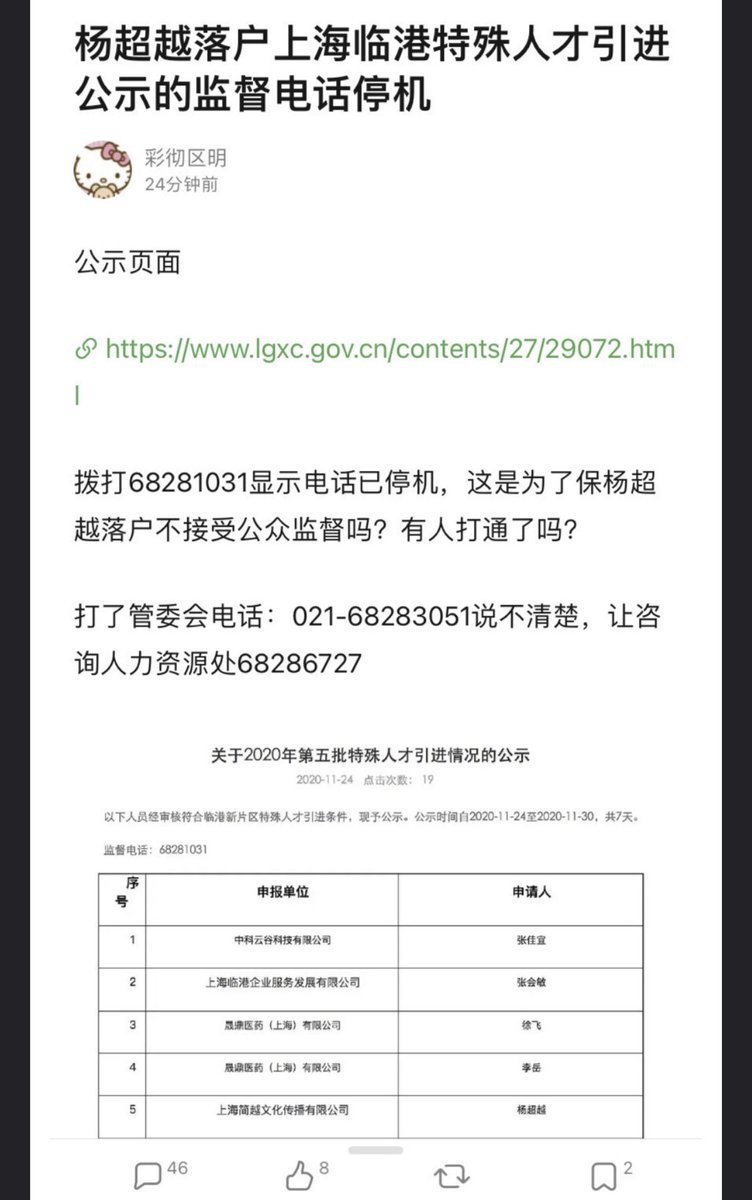 杨超越落户上海临港特殊人才引进
公示的监督电话停机
彩彻区明
24分钟前
公示页面
https://www.lgxc.gov.cn/contents/27/29072.htm
l
拨打68281031显示电话已停机，这是为了保杨超
越落户不接受公众监督吗？有人打通了吗？
打了管委会电话：021-68283051说不清楚，让咨
询人力资源处68286727
关于2020年第五批特殊人才引进情况的公示
2020-11-24 点击次数： 19
以下人员经审核符合临港新片区特殊人才引进条件，现予公示。公示时间自2020-11-24至2020-11-30，共7天。
监督电话：68281031
序号 申报单位 申请人
1 中科云谷科技有限公司 张佳宜
2 上海临港企业服务发展有限公司 张会敏
3 晟鼎医药（上海）有限公司 徐飞
4 晟鼎医药（上海）有限公司 李岳
5 上海简越文化传播有限公司 杨超越
46 8 2